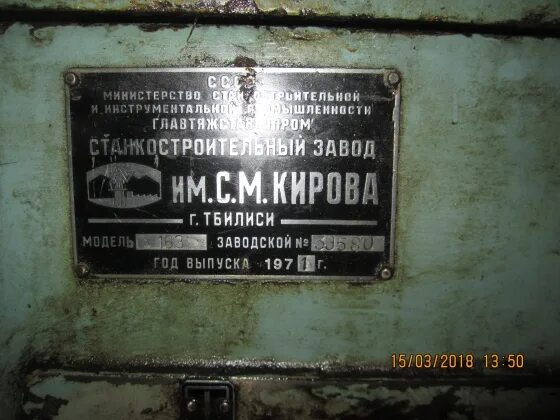 СССР
МИНИСТЕРСТВО СТАНКОСТРОИТЕЛЬНОЙ
И ИНСТРУМЕНТАЛЬНОЙ ПРОМЫШЛЕННОСТИ
ГЛАВТЯЖСТАНКОПРОМ
СТАНКОСТРОИТЕЛЬНЫЙ ЗАВОД
ИМ.С.М.КИРОВА
г. ТБИЛИСИ
МОДЕЛЬ 163 ЗАВОДСКОЙ №
ГОД ВЫПУСКА 1971 г.
15/03/2018 13:50